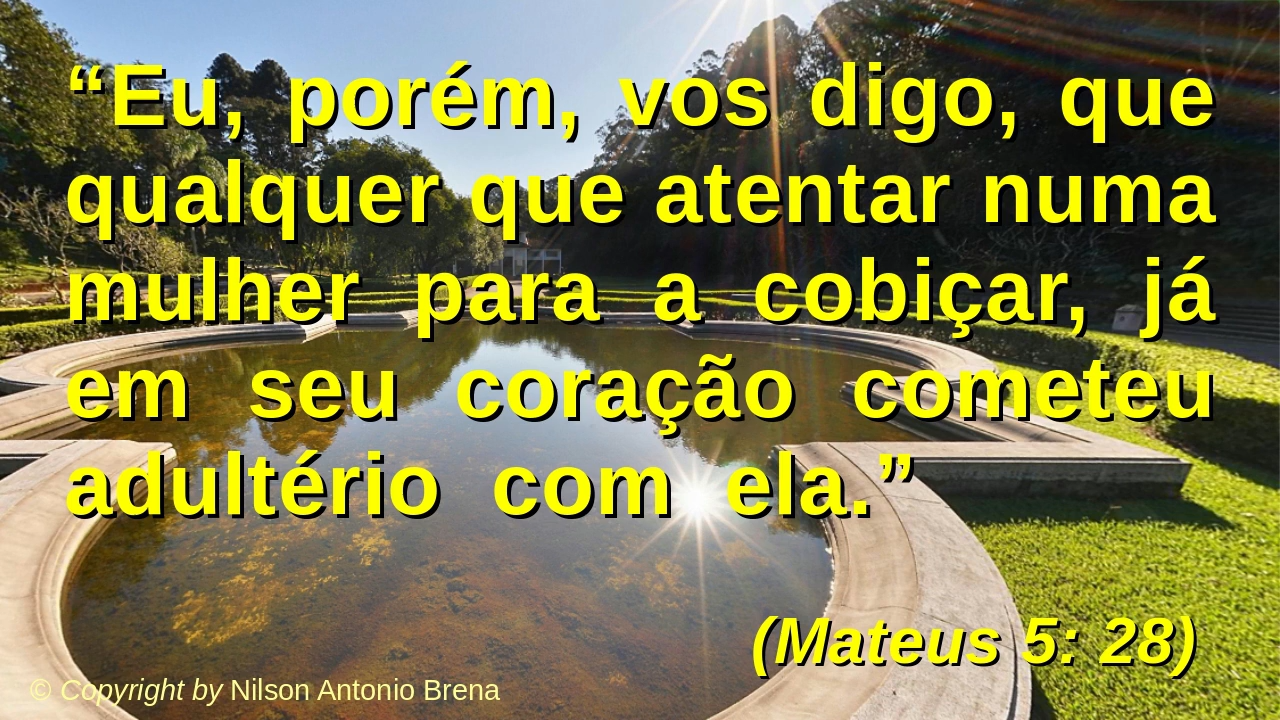 “Eu, porém, vos digo, que
qualquer que atentar numa
mulher para a cobiçar, já
em seu coração cometeu
adultério com ela.”
(Mateus 5: 28)
© Copyright by Nilson Antonio Brena